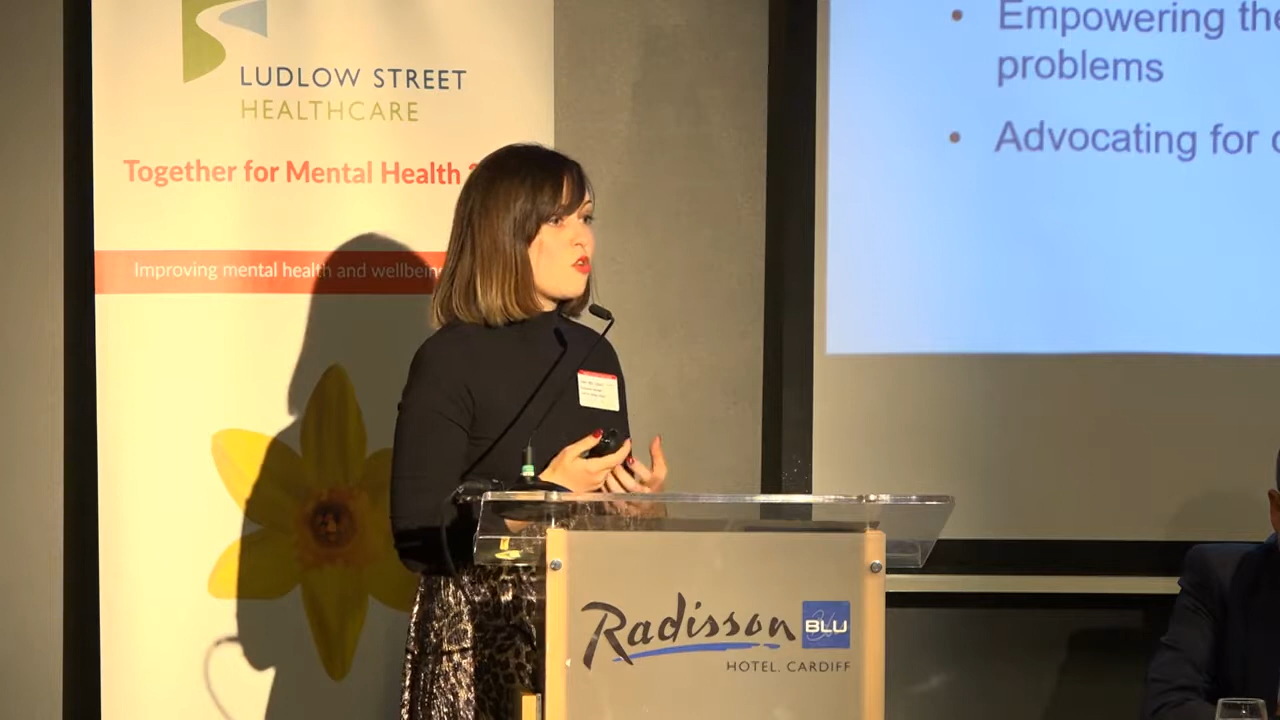 LUDLOW STREET
HEALTHCARE
Together for Mental Health
Improving mental health and wellbeing
• Empowering the
problems
• Advocating for
Radisson
BLU
HOTEL, CARDIFF